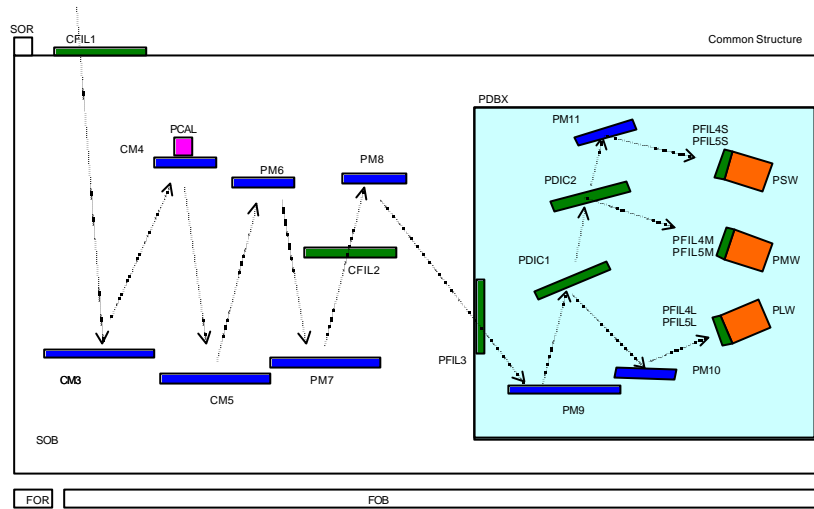 SOR
CFIL1
Common Structure
PDBX
PM11
PFIL4S
PFIL5S
PCAL
CM4
PM6
PM8
PSW
PDIC2
PFIL4M
PFIL5M
PMW
PDIC1
CFIL2
PFIL4L
PFIL5L
PLW
PFIL3
PM10
CM3
CM5
PM7
PM9
SOB
FOR
FOB